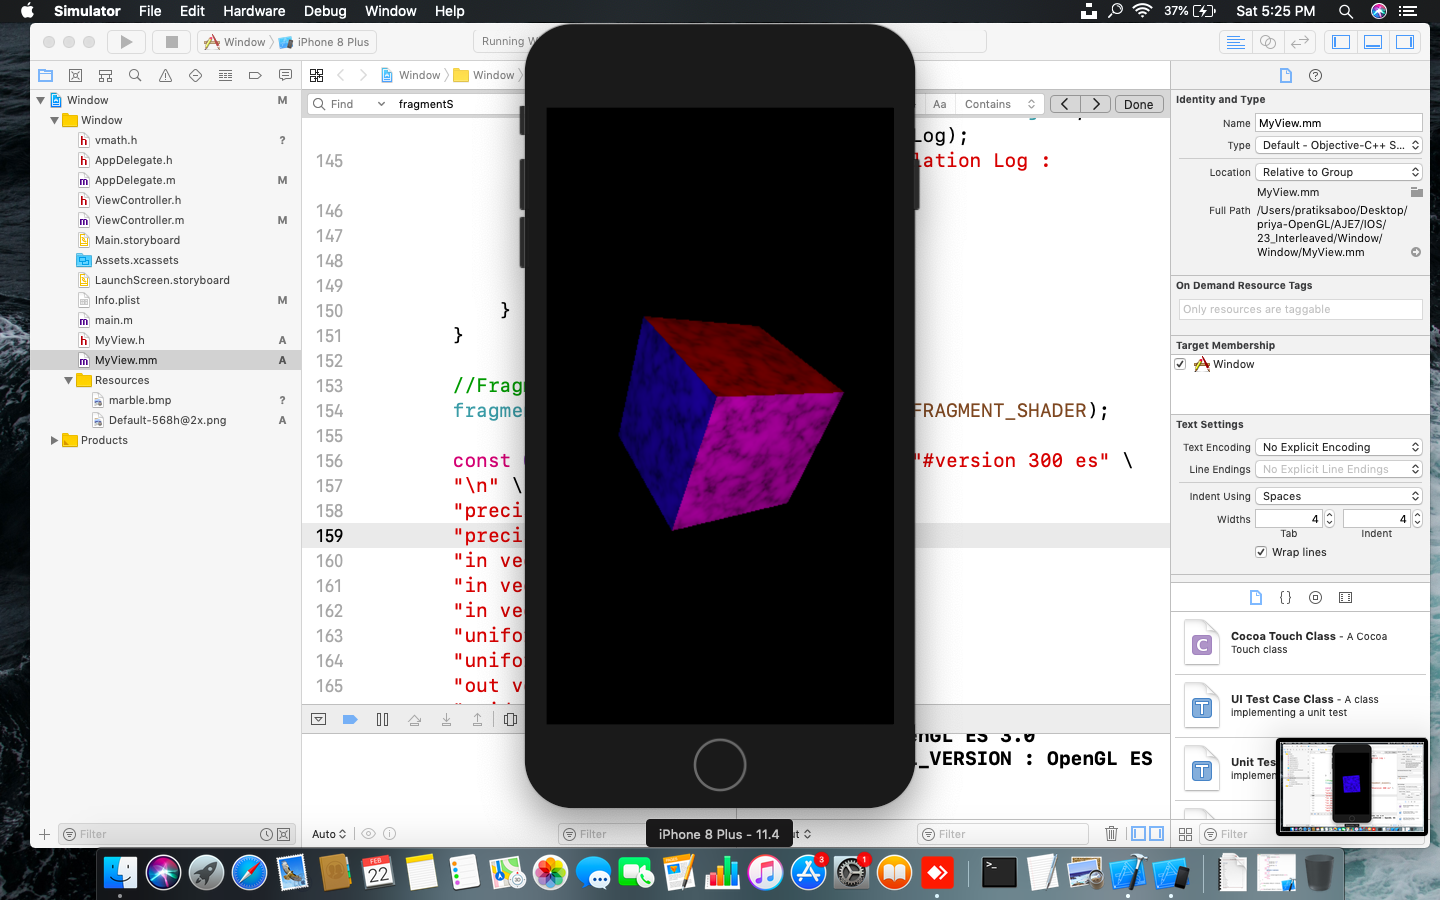 Simulator File Edit Hardware Debug Window Help 37% Sat 5:25 PM
Window iPhone 8 Plus Running
Window Window
Find fragmentS Aa Contains Done
Window M
Window
vmath.h ?
AppDelegate.h
AppDelegate.m M
ViewController.h
ViewController.m M
Main.storyboard
Assets.xcassets
LaunchScreen.storyboard
Info.plist M
main.m
MyView.h A
MyView.mm A
Resources
marble.bmp ?
Default-568h@2x.png A
Products
Filter
Log);
145 lation Log :
146
147
148
149
150 }
151 }
152
153 //Frag
154 fragme FRAGMENT_SHADER);
155
156 const "#version 300 es" \
157 "\n" \
158 "preci
159 "preci
160 "in ve
161 "in ve
162 "in ve
163 "unifo
164 "unifo
165 "out v
enGL ES 3.0
L_VERSION : OpenGL ES
Auto Filter Filter
iPhone 8 Plus - 11.4
Identity and Type
Name MyView.mm
Type Default - Objective-C++ S...
Location Relative to Group
MyView.mm
Full Path /Users/pratiksaboo/Desktop/
priya-OpenGL/AJE7/IOS/
23_Interleaved/Window/
Window/MyView.mm
On Demand Resource Tags
Only resources are taggable
Target Membership
Window
Text Settings
Text Encoding No Explicit Encoding
Line Endings No Explicit Line Endings
Indent Using Spaces
Widths 4 4
Tab Indent
Wrap lines
Cocoa Touch Class - A Cocoa
Touch class
UI Test Case Class - A class
implementing a unit test
Unit Tes
implemen
Filter
FEB
22
3
1